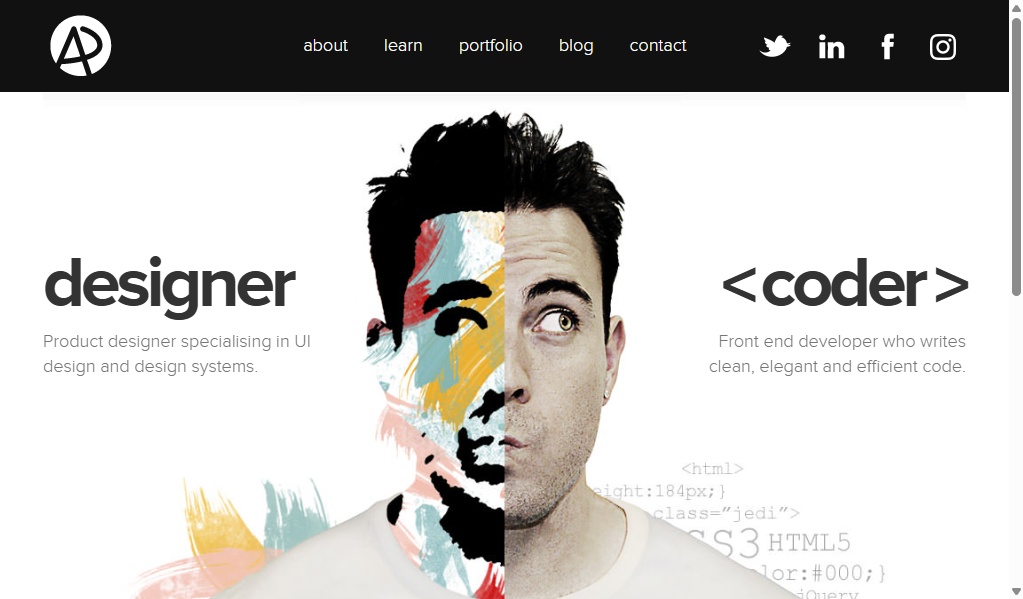 about learn portfolio blog contact
designer
Product designer specialising in UI
design and design systems.
<coder>
Front end developer who writes
clean, elegant and efficient code.
<html>
eight:184px;}
class="jedi">
SS3 HTML5
lor:#000;}
jQuery